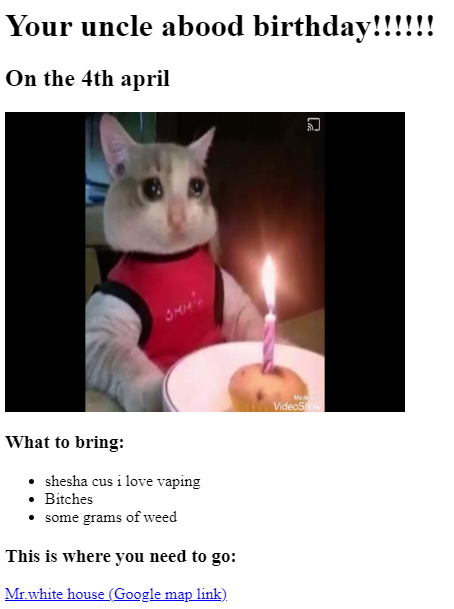 Your uncle abood birthday!!!!!!
On the 4th april
Made with
VideoShow
What to bring:
shesha cus i love vaping
Bitches
some grams of weed
This is where you need to go:
Mr.white house (Google map link)